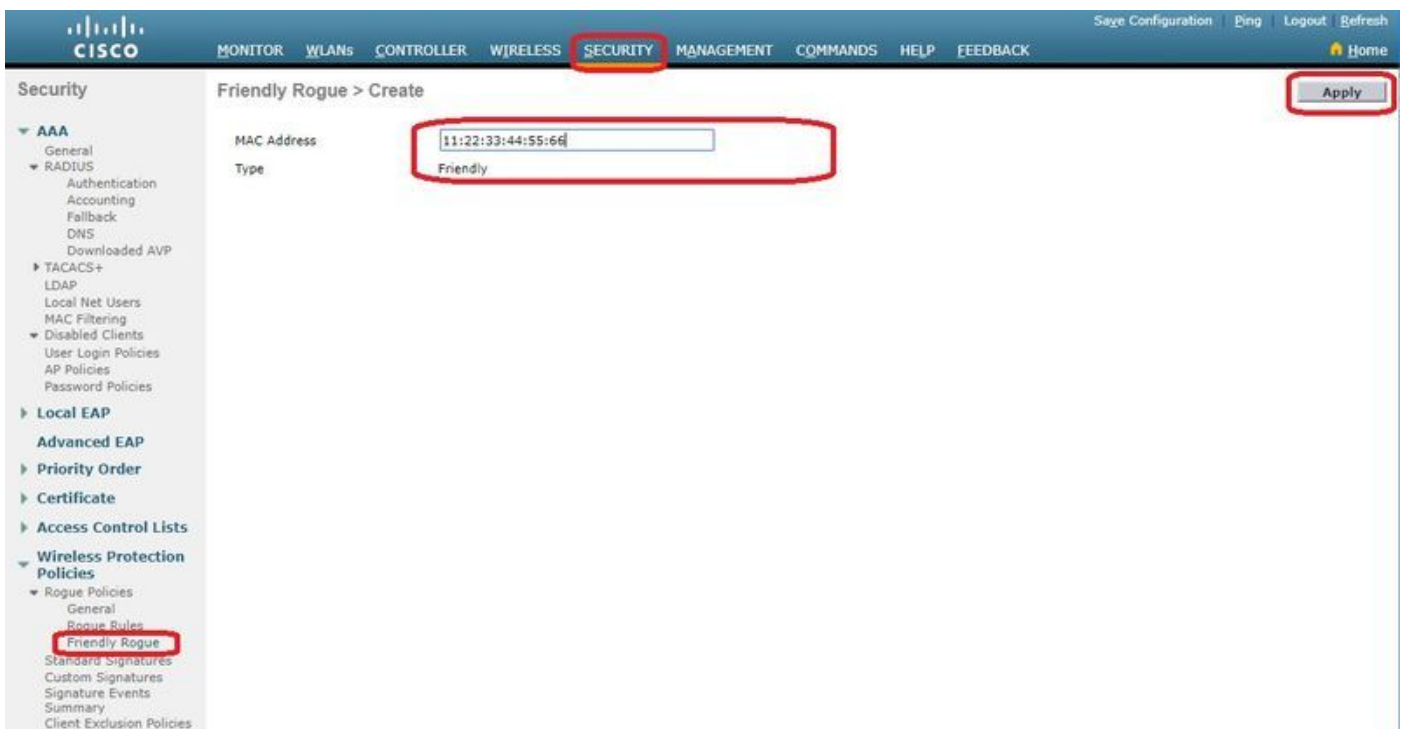 Save Configuration Ping Logout Refresh
CISCO MONITOR WLANs CONTROLLER WIRELESS SECURITY MANAGEMENT COMMANDS HELP FEEDBACK Home
Security
AAA
General
RADIUS
Authentication
Accounting
Fallback
DNS
Downloaded AVP
TACACS+
LDAP
Local Net Users
MAC Filtering
Disabled Clients
User Login Policies
AP Policies
Password Policies
Local EAP
Advanced EAP
Priority Order
Certificate
Access Control Lists
Wireless Protection
Policies
Rogue Policies
General
Rogue Rules
Friendly Rogue
Standard Signatures
Custom Signatures
Signature Events
Summary
Client Exclusion Policies
Friendly Rogue > Create
Apply
MAC Address 11:22:33:44:55:66
Type Friendly